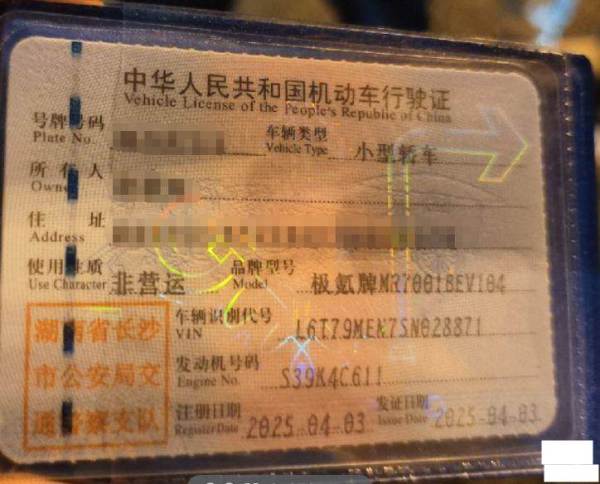 中华人民共和国机动车行驶证
Vehicle License of the People's Republic of China
号牌号码 车辆类型 小型轿车
Plate No. Vehicle Type
所有人
Owner
住址
Address
使用性质 非营运 品牌型号 极氪牌MR7001BEV104
Use Character Model
湖南省长沙 车辆识别代号 L6T79MEN7SN028871
VIN
市公安局交 发动机号码 S39K4C611
Engine No.
通警察支队 注册日期 2025-04-03 发证日期 2025-04-03
Register Date Issue Date